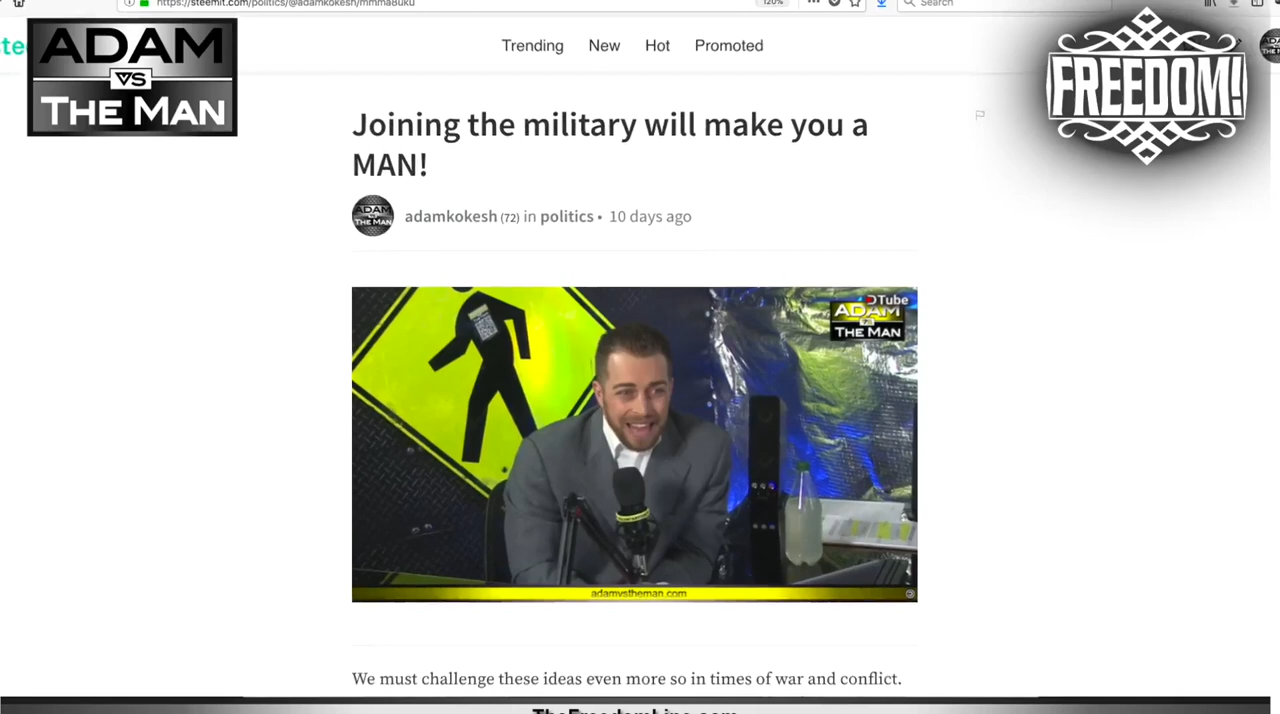 https://steemit.com/politics/@adamkokesh/mmma8uku
120%
Search
stee
ADAM
VS
THE MAN
Trending New Hot Promoted
FREEDOM!
Joining the military will make you a
MAN!
adamkokesh (72) in politics • 10 days ago
DTube
ADAM
VS
THE MAN
adamvstheman.com
We must challenge these ideas even more so in times of war and conflict.